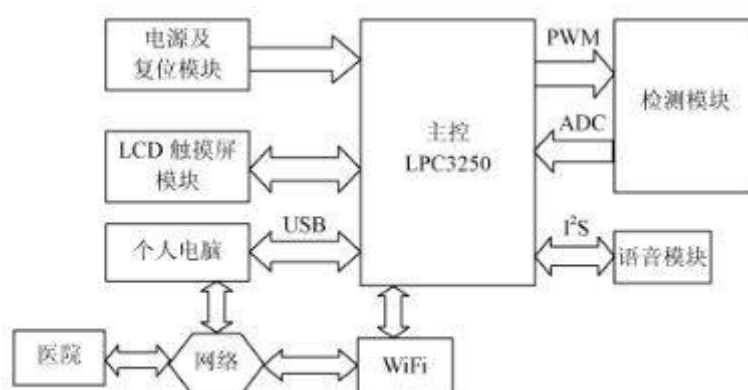 电源及
复位模块
PWM
检测模块
ADC
主控
LPC3250
LCD 触摸屏
模块
USB
个人电脑
I²S
语音模块
医院
网络
WiFi